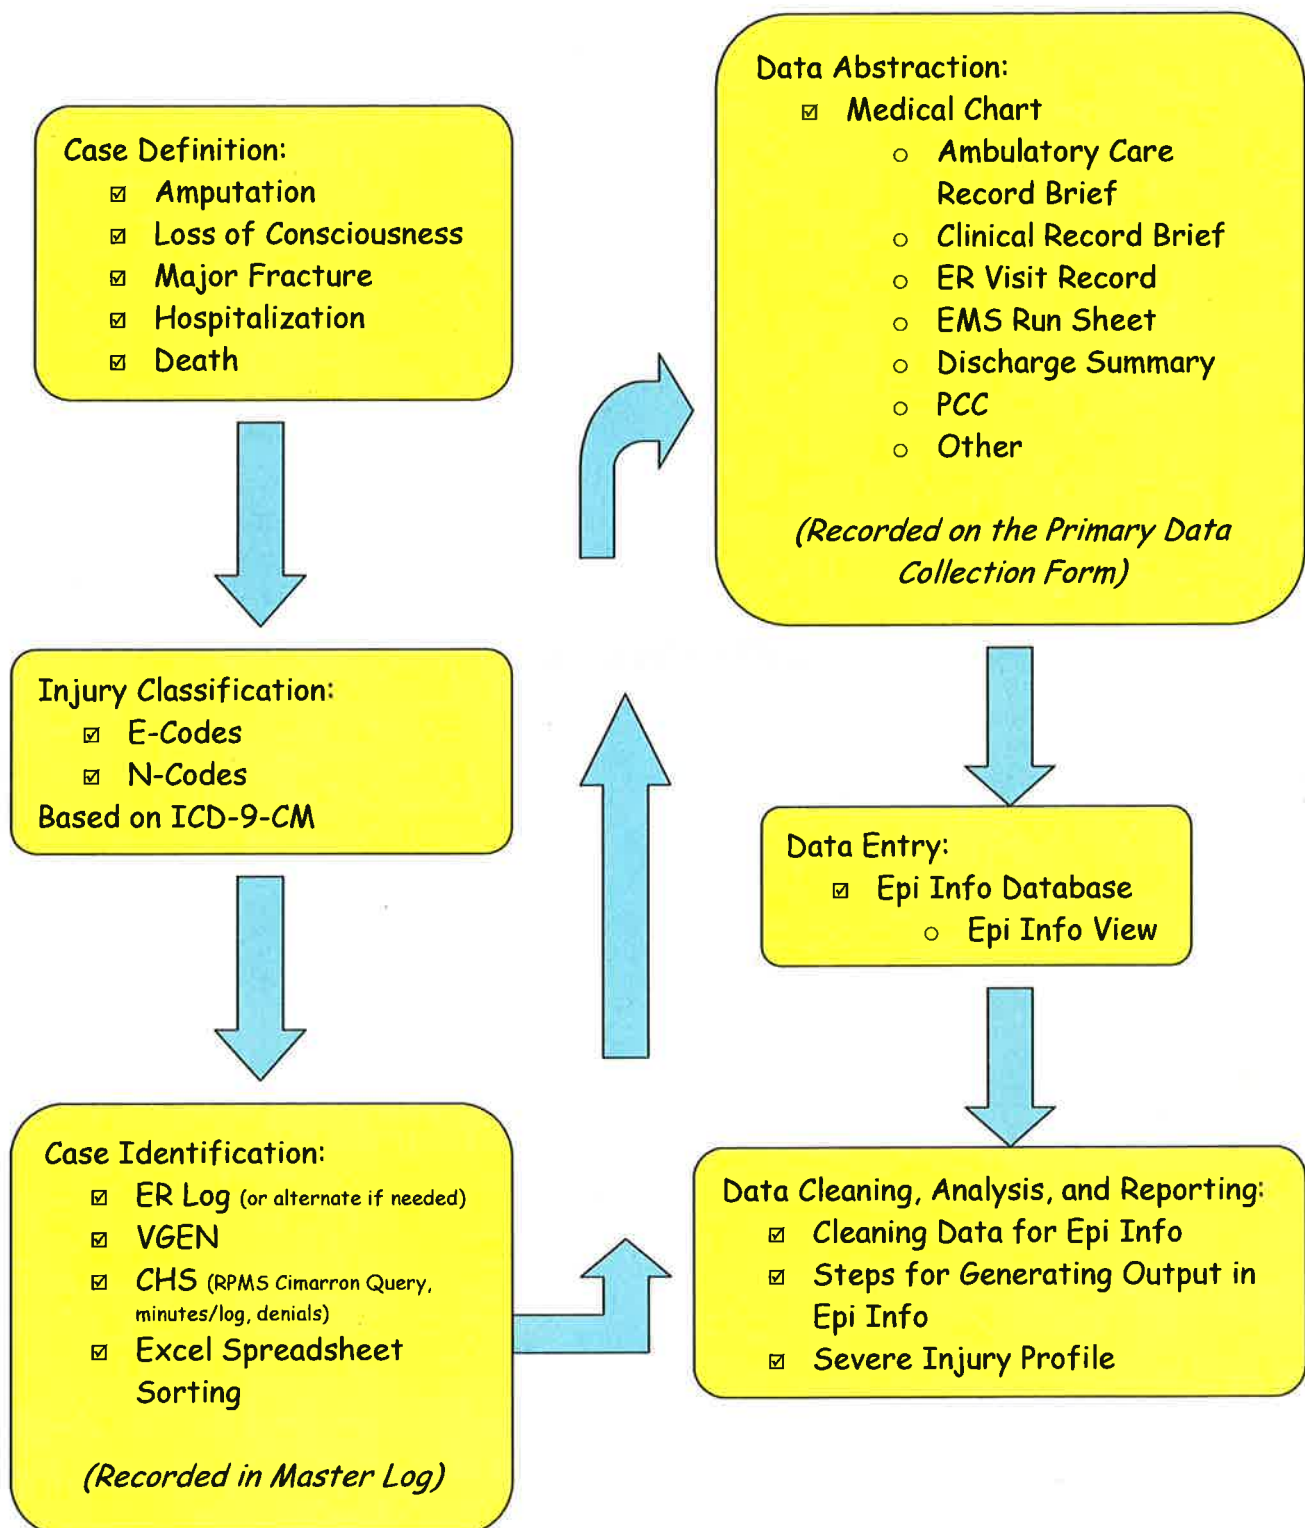 Case Definition:
☑ Amputation
☑ Loss of Consciousness
☑ Major Fracture
☑ Hospitalization
☑ Death
Injury Classification:
☑ E-Codes
☑ N-Codes
Based on ICD-9-CM
Case Identification:
☑ ER Log (or alternate if needed)
☑ VGEN
☑ CHS (RPMS Cimarron Query,
minutes/log, denials)
☑ Excel Spreadsheet
Sorting
(Recorded in Master Log)
Data Abstraction:
☑ Medical Chart
○ Ambulatory Care
Record Brief
○ Clinical Record Brief
○ ER Visit Record
○ EMS Run Sheet
○ Discharge Summary
○ PCC
○ Other
(Recorded on the Primary Data
Collection Form)
Data Entry:
☑ Epi Info Database
○ Epi Info View
Data Cleaning, Analysis, and Reporting:
☑ Cleaning Data for Epi Info
☑ Steps for Generating Output in
Epi Info
☑ Severe Injury Profile